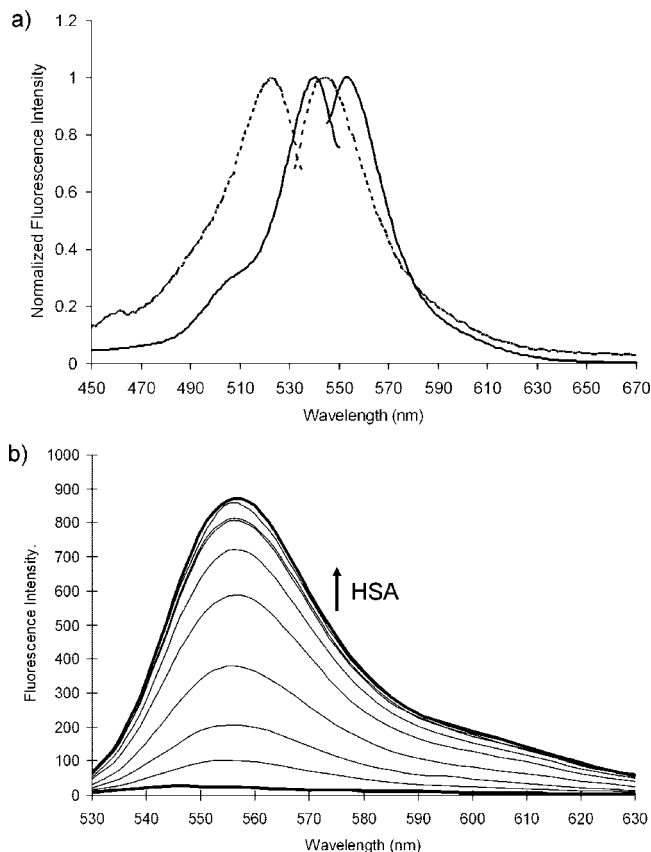 a)
1.2
1
0.8
0.6
0.4
0.2
0
Normalized Fluorescence Intensity
450 470 490 510 530 550 570 590 610 630 650 670
Wavelength (nm)
b)
1000
900
800
700
600
500
400
300
200
100
0
Fluorescence Intensity.
HSA
530 540 550 560 570 580 590 600 610 620 630
Wavelength (nm)